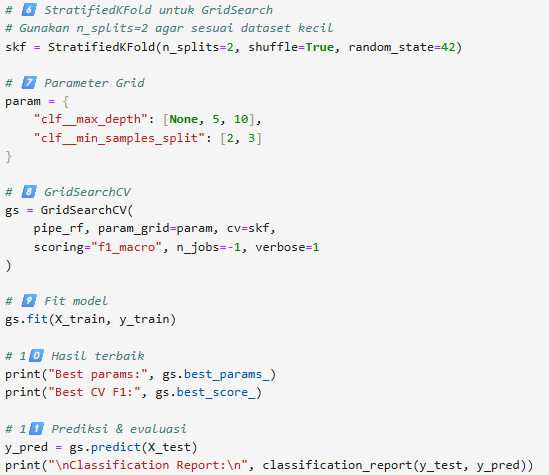 # 6️⃣ StratifiedKFold untuk GridSearch
# Gunakan n_splits=2 agar sesuai dataset kecil
skf = StratifiedKFold(n_splits=2, shuffle=True, random_state=42)

# 7️⃣ Parameter Grid
param = {
    "clf__max_depth": [None, 5, 10],
    "clf__min_samples_split": [2, 3]
}

# 8️⃣ GridSearchCV
gs = GridSearchCV(
    pipe_rf, param_grid=param, cv=skf,
    scoring="f1_macro", n_jobs=-1, verbose=1
)

# 9️⃣ Fit model
gs.fit(X_train, y_train)

# 10️⃣ Hasil terbaik
print("Best params:", gs.best_params_)
print("Best CV F1:", gs.best_score_)

# 11️⃣ Prediksi & evaluasi
y_pred = gs.predict(X_test)
print("\nClassification Report:\n", classification_report(y_test, y_pred))